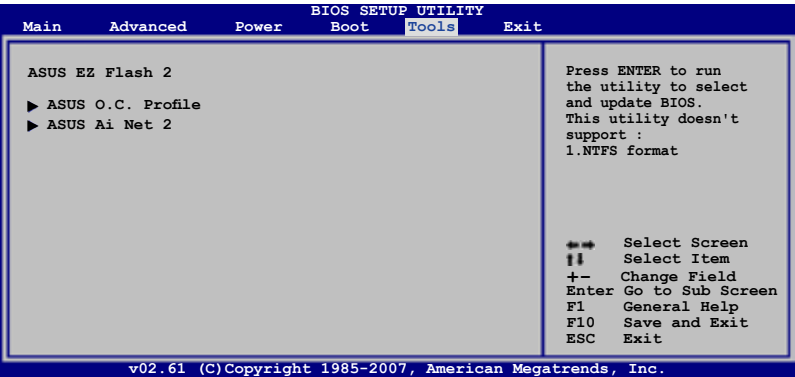 BIOS SETUP UTILITY
Main Advanced Power Boot Tools Exit
ASUS EZ Flash 2
ASUS O.C. Profile
ASUS Ai Net 2
Press ENTER to run
the utility to select
and update BIOS.
This utility doesn't
support :
1.NTFS format
Select Screen
Select Item
+- Change Field
Enter Go to Sub Screen
F1 General Help
F10 Save and Exit
ESC Exit
v02.61 (C)Copyright 1985-2007, American Megatrends, Inc.